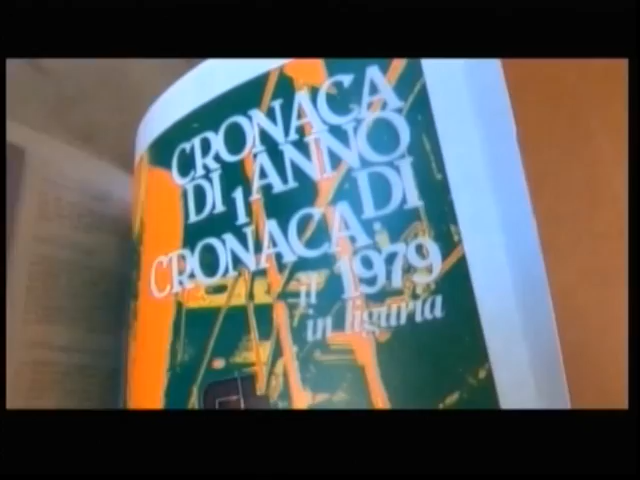 CRONACA
DI 1 ANNO
CRONACA. DI
il 1979
in liguria